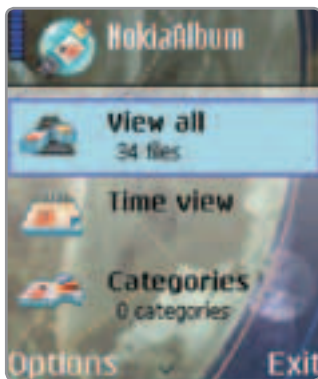 NokiaAlbum
View all
34 files
Time view
Categories
0 categories
Options
Exit